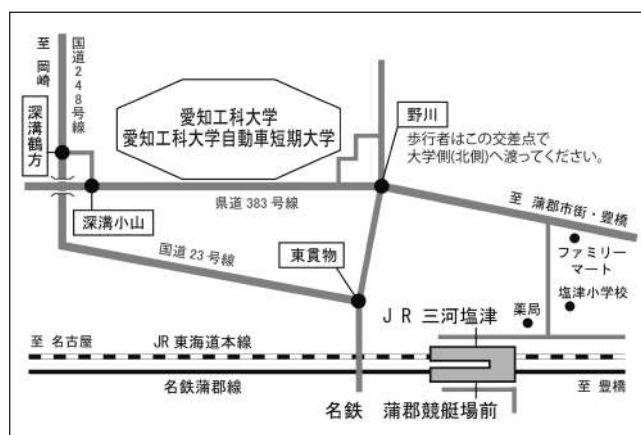 至 岡崎
国道248号線
深溝鶴方
愛知工科大学
愛知工科大学自動車短期大学
野川
歩行者はこの交差点で
大学側(北側)へ渡ってください。
県道 383 号線
至 蒲郡市街・豊橋
深溝小山
国道 23 号線
東貫物
ファミリー
マート
塩津小学校
薬局
JR 三河塩津
至 名古屋
JR 東海道本線
名鉄蒲郡線
至 豊橋
名鉄 蒲郡競艇場前